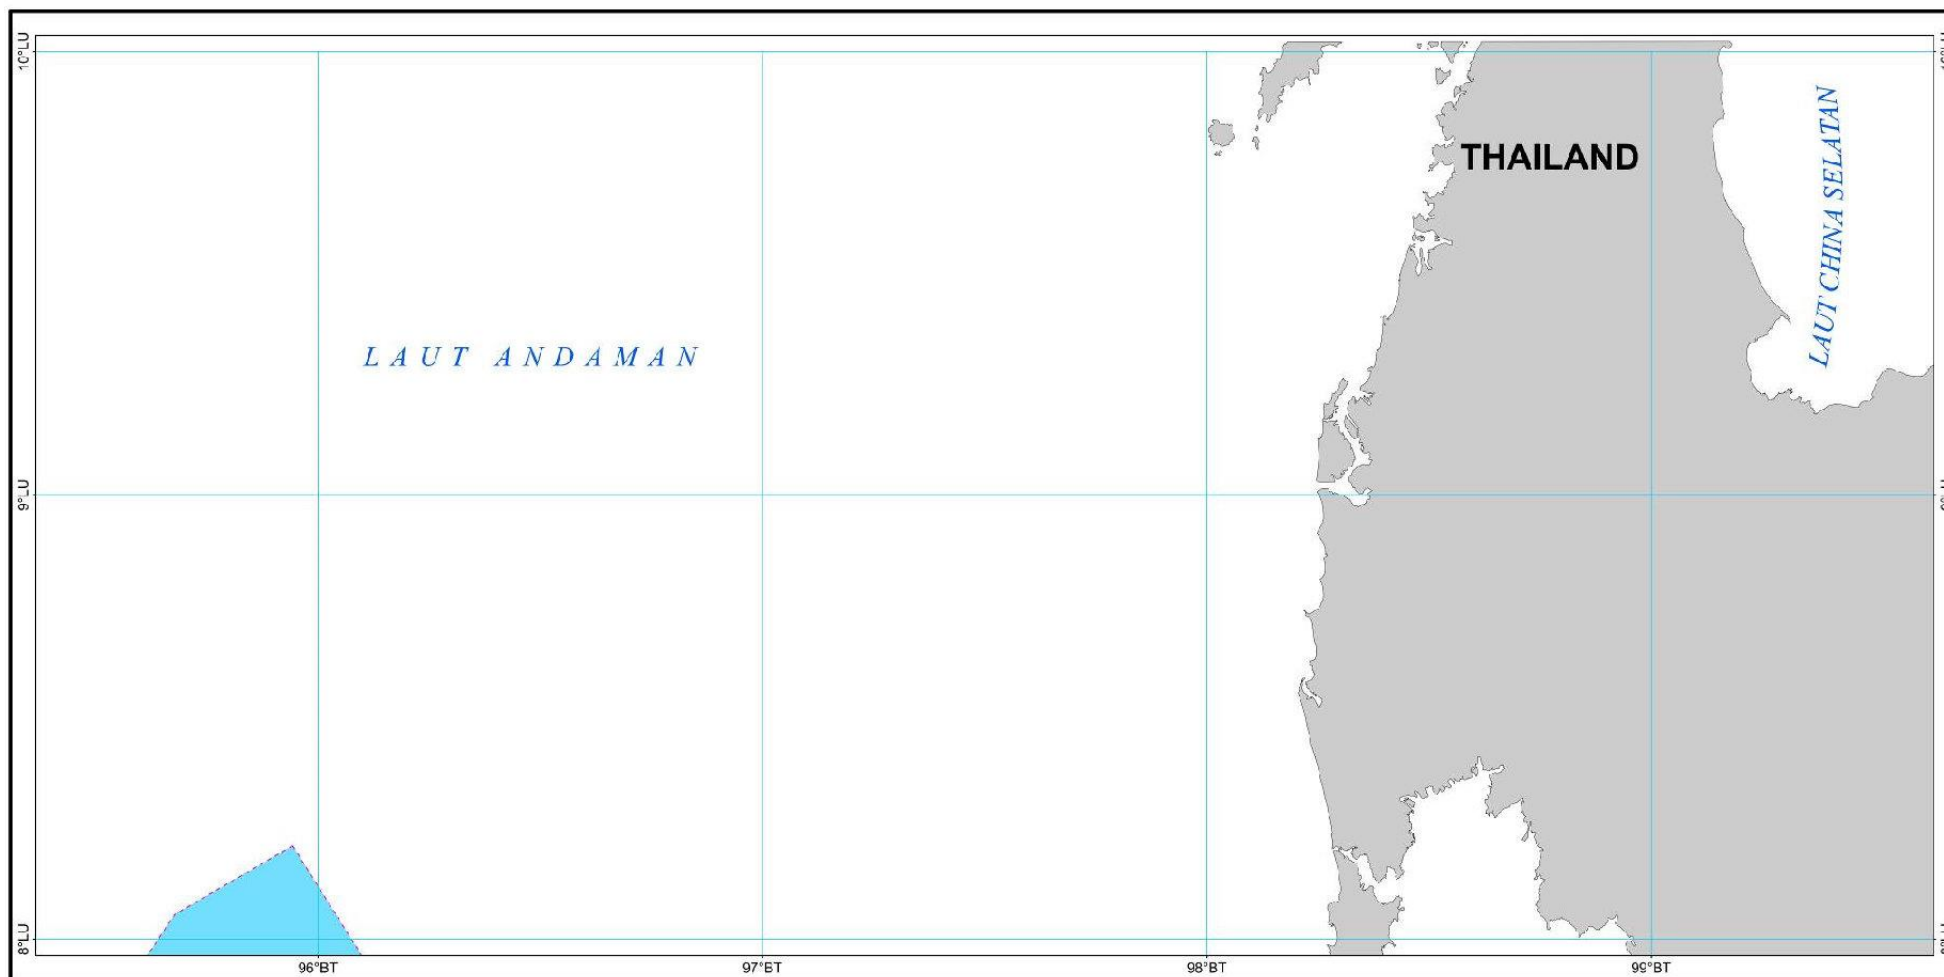 10°LU
THAILAND
LAUT CHINA SELATAN
LAUT ANDAMAN
9°LU
8°LU
96°BT
97°BT
98°BT
99°BT